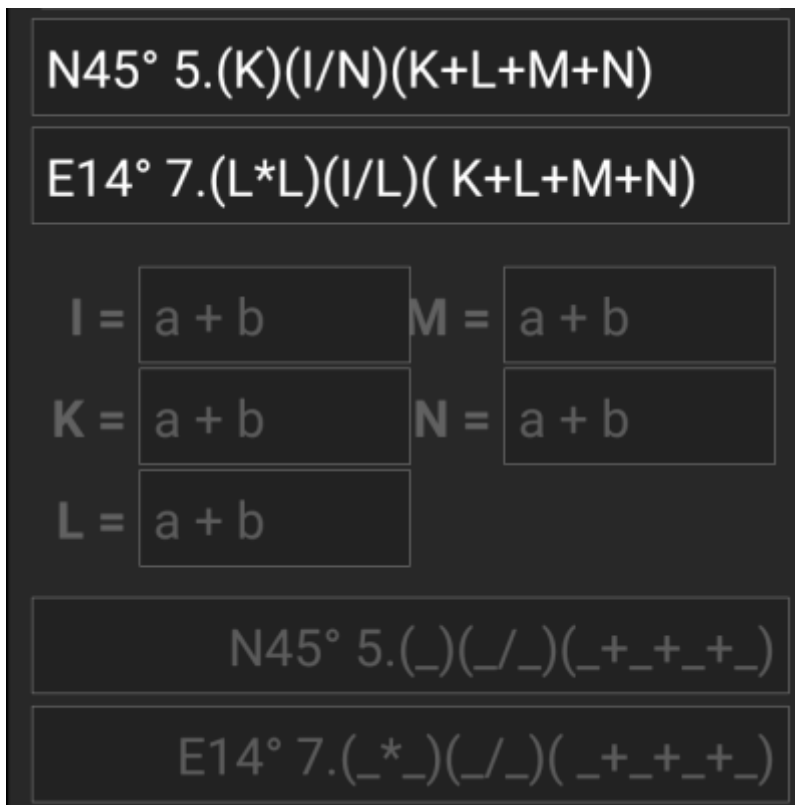 N45° 5.(K)(I/N)(K+L+M+N)
E14° 7.(L*L)(I/L)( K+L+M+N)
I = a + b M = a + b
K = a + b N = a + b
L = a + b
N45° 5.(_)(_/_)(_+_+_+_)
E14° 7.(_*_)(_/_)( _+_+_+_)